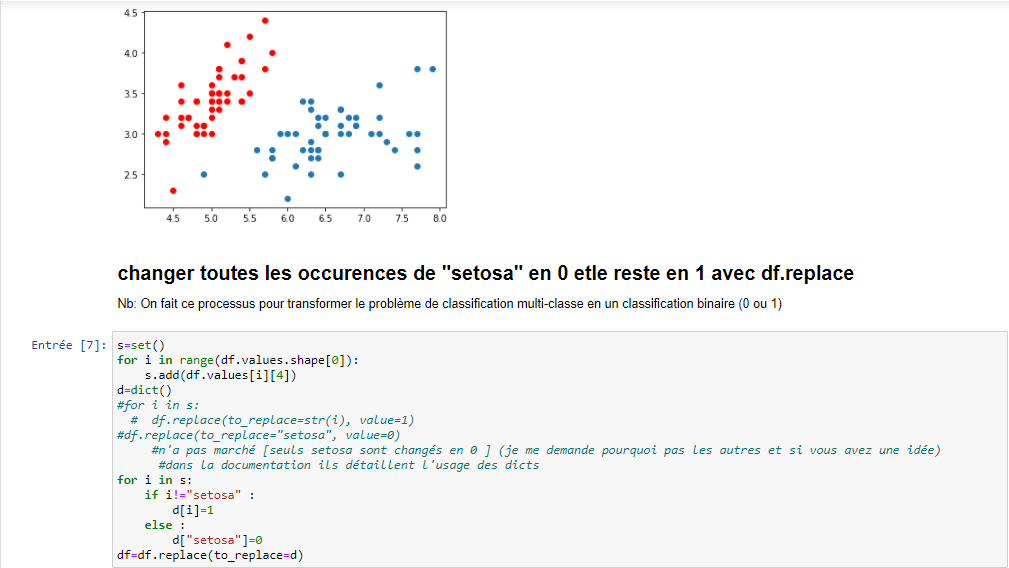 4.5
4.0
3.5
3.0
2.5
4.5 5.0 5.5 6.0 6.5 7.0 7.5 8.0
changer toutes les occurences de "setosa" en 0 etle reste en 1 avec df.replace
Nb: On fait ce processus pour transformer le problème de classification multi-classe en un classification binaire (0 ou 1)
Entrée [7]: s=set()
for i in range(df.values.shape[0]):
    s.add(df.values[i][4])
d=dict()
#for i in s:
  #  df.replace(to_replace=str(i), value=1)
#df.replace(to_replace="setosa", value=0)
     #n'a pas marché [seuls setosa sont changés en 0 ] (je me demande pourquoi pas les autres et si vous avez une idée)
      #dans la documentation ils détaillent l'usage des dicts
for i in s:
    if i!="setosa" :
        d[i]=1
    else :
        d["setosa"]=0
df=df.replace(to_replace=d)